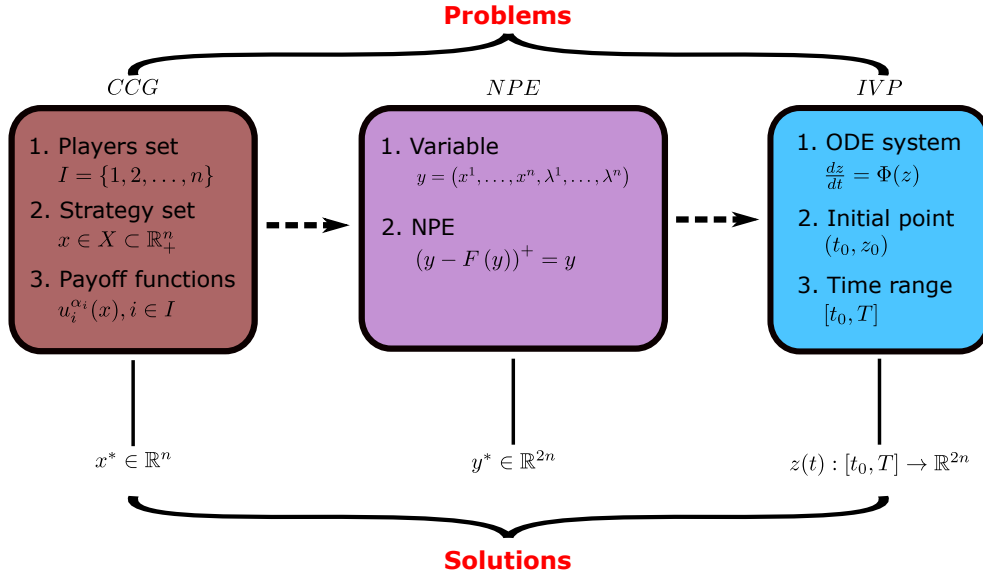 Problems
CCG
1. Players set
I = {1, 2, . . . , n}
2. Strategy set
x ∈ X ⊂ ℝ₊ⁿ
3. Payoff functions
uᵢ^{αᵢ}(x), i ∈ I
NPE
1. Variable
y = (x¹, . . . , xⁿ, λ¹, . . . , λⁿ)
2. NPE
(y − F (y))⁺ = y
IVP
1. ODE system
dz/dt = Φ(z)
2. Initial point
(t₀, z₀)
3. Time range
[t₀, T]
x* ∈ ℝⁿ
y* ∈ ℝ²ⁿ
z(t) : [t₀, T] → ℝ²ⁿ
Solutions